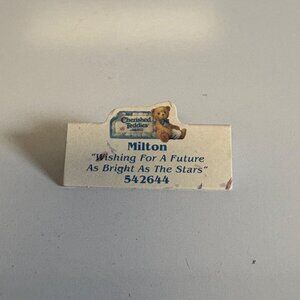 Cherished
Teddies
Milton
"Wishing For A Future
As Bright As The Stars"
542644